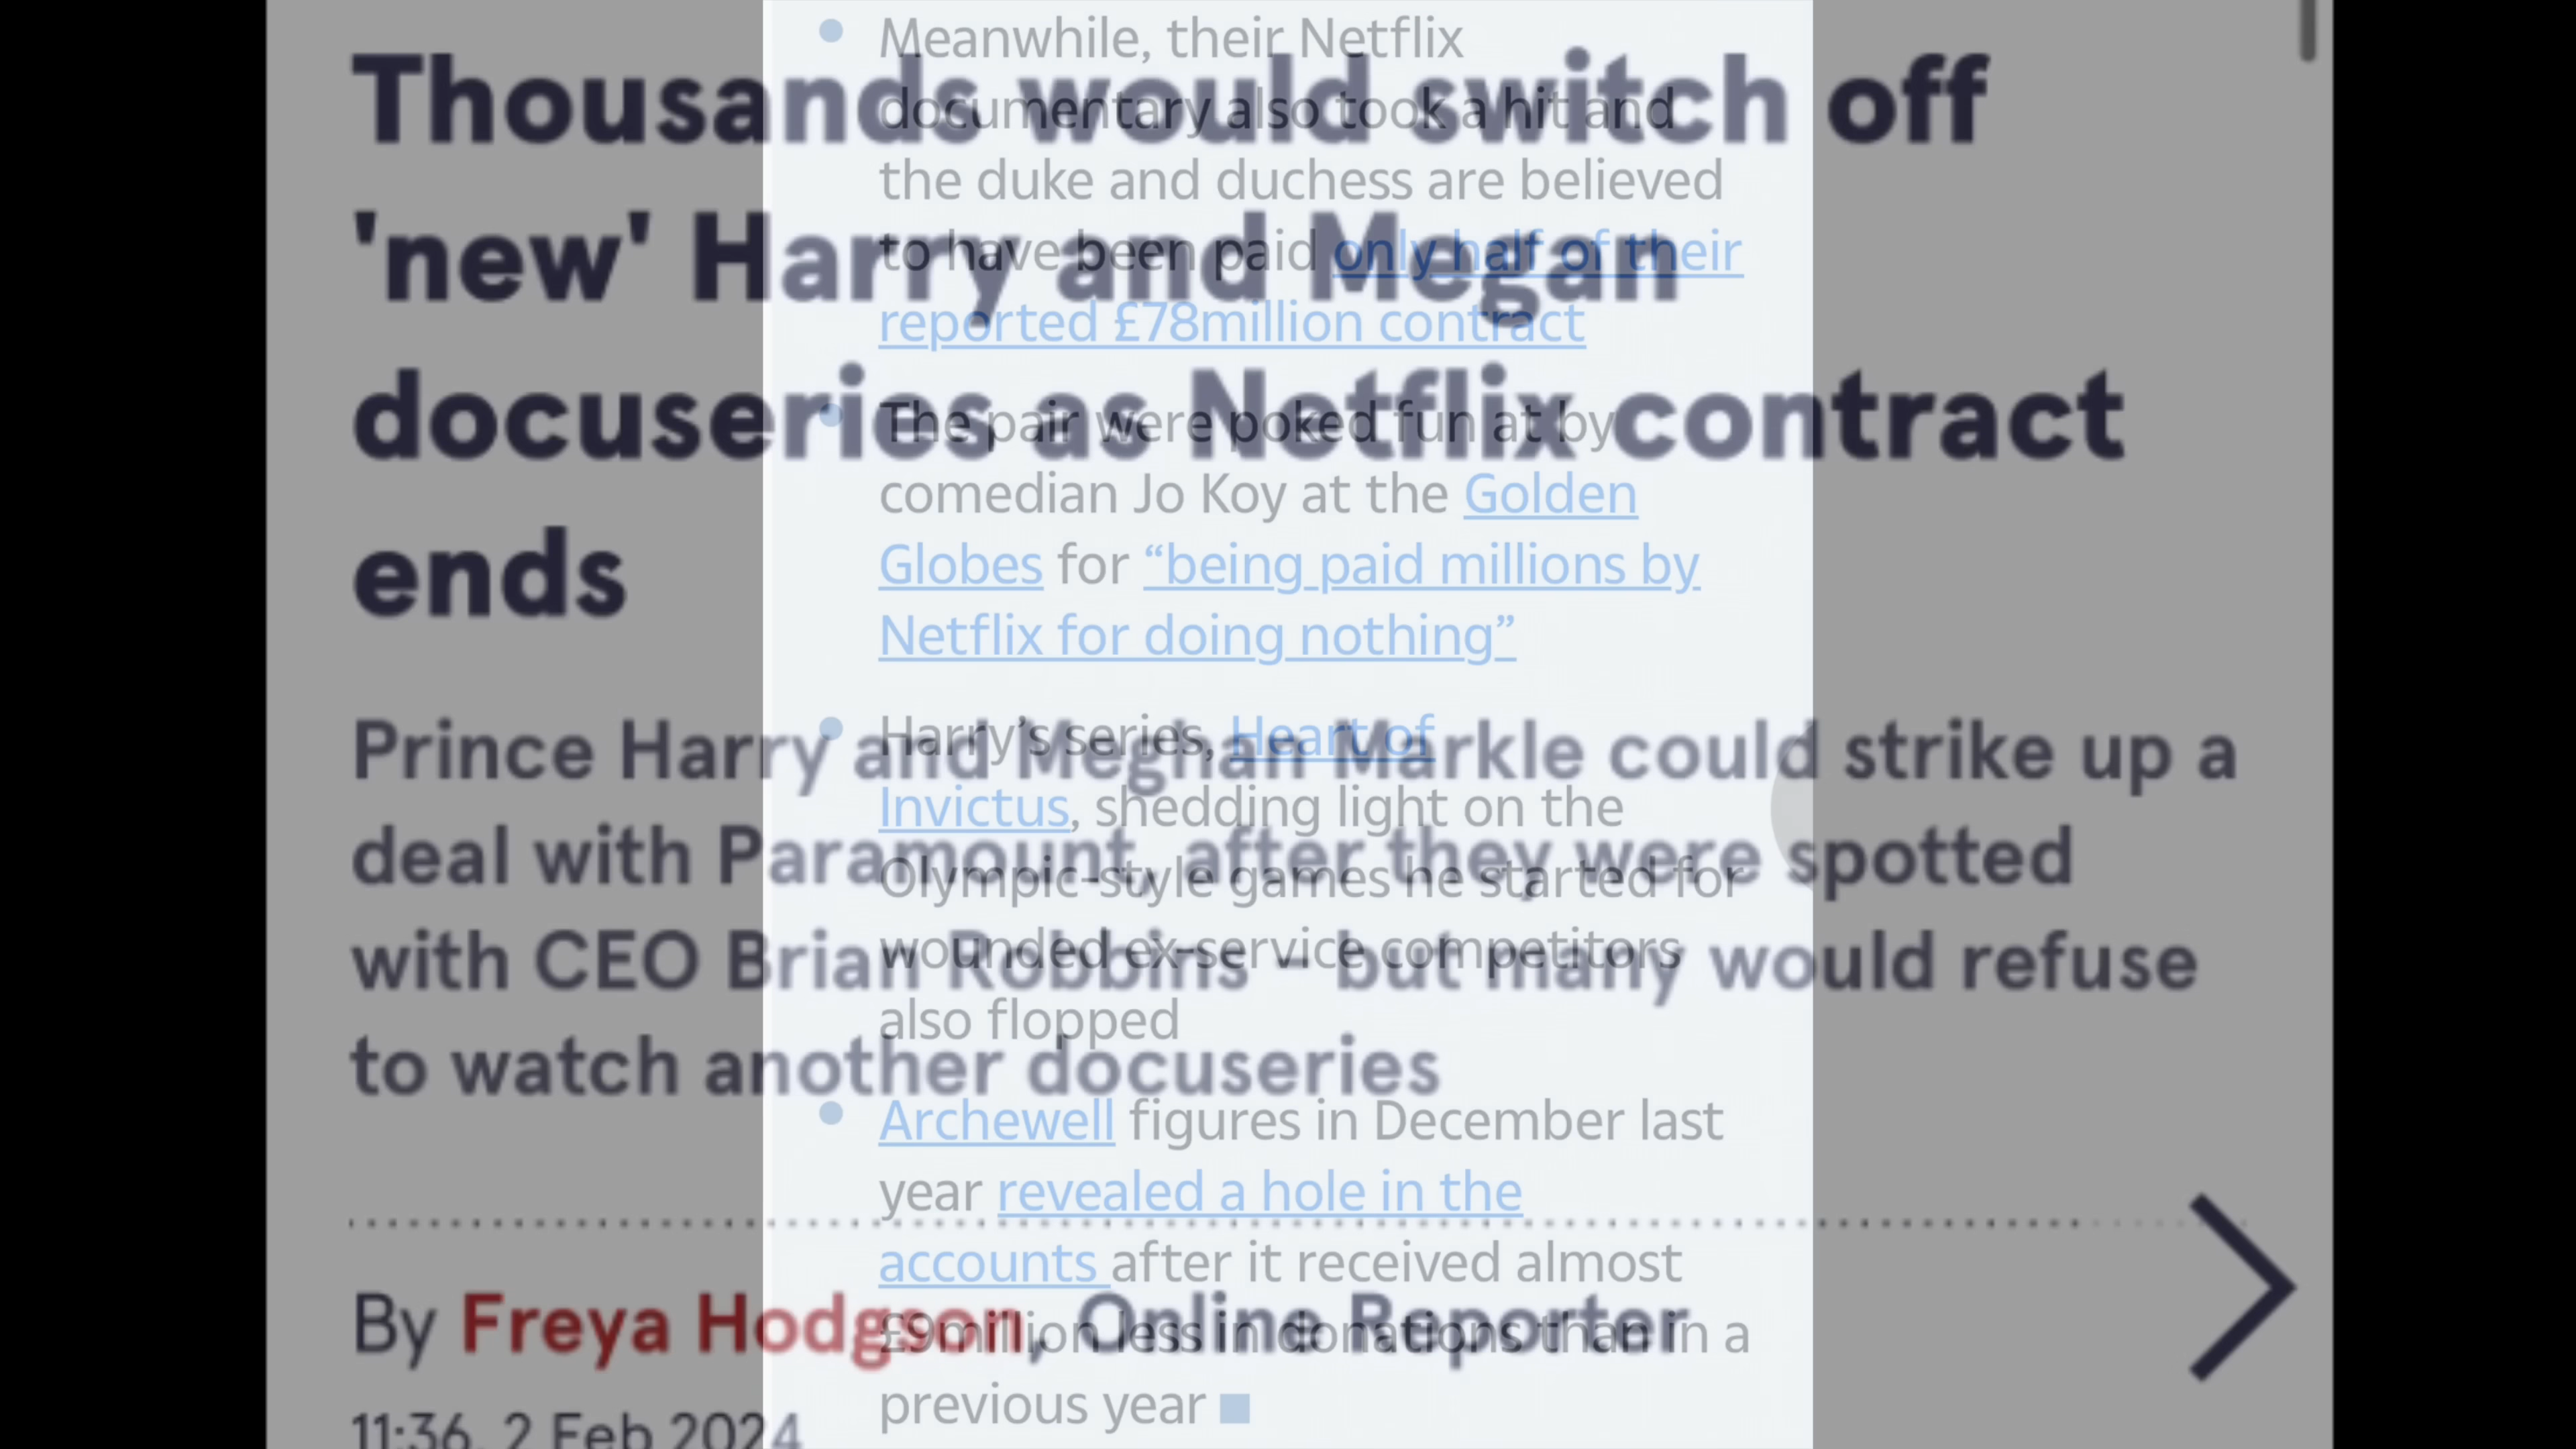 Thousands would switch off
'new' Harry and Megan
docuseries as Netflix contract
ends
Prince Harry and Meghan Markle could strike up a
deal with Paramount, after they were spotted
with CEO Brian Robbins – but many would refuse
to watch another docuseries
By Freya Hodgson, Online Reporter
11:36, 2 Feb 2024
Meanwhile, their Netflix
documentary also took a hit and
the duke and duchess are believed
to have been paid only half of their
reported £78million contract
The pair were poked fun at by
comedian Jo Koy at the Golden
Globes for “being paid millions by
Netflix for doing nothing”
Harry’s series, Heart of
Invictus, shedding light on the
Olympic-style games he started for
wounded ex-service competitors
also flopped
Archewell figures in December last
year revealed a hole in the
accounts after it received almost
£9million less in donations than in a
previous year